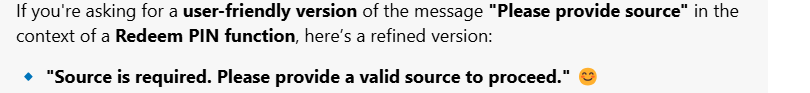 If you're asking for a user-friendly version of the message "Please provide source" in the
context of a Redeem PIN function, here's a refined version:
🔹 "Source is required. Please provide a valid source to proceed." 😊